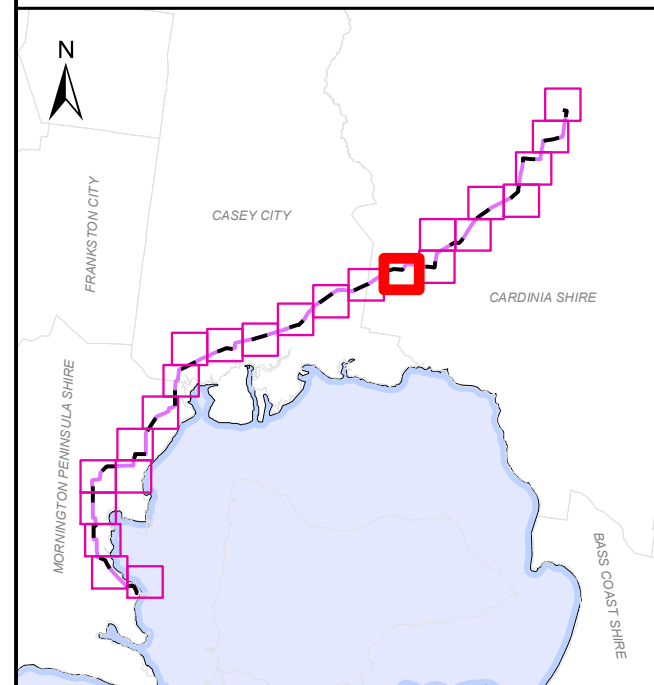 N
FRANKSTON CITY
CASEY CITY
CARDINIA SHIRE
MORNINGTON PENINSULA SHIRE
BASS COAST SHIRE